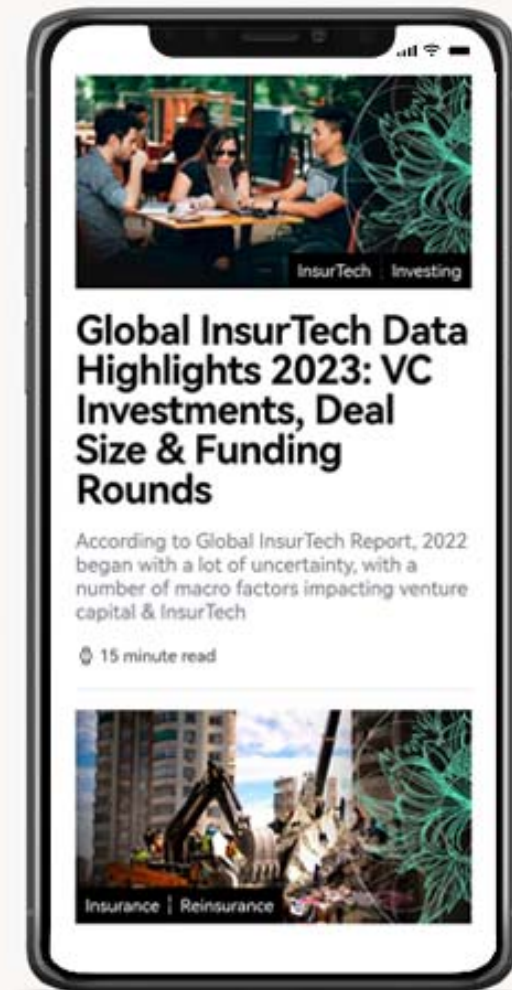 InsurTech | Investing
Global InsurTech Data
Highlights 2023: VC
Investments, Deal
Size & Funding
Rounds
According to Global InsurTech Report, 2022
began with a lot of uncertainty, with a
number of macro factors impacting venture
capital & InsurTech
15 minute read
Insurance | Reinsurance